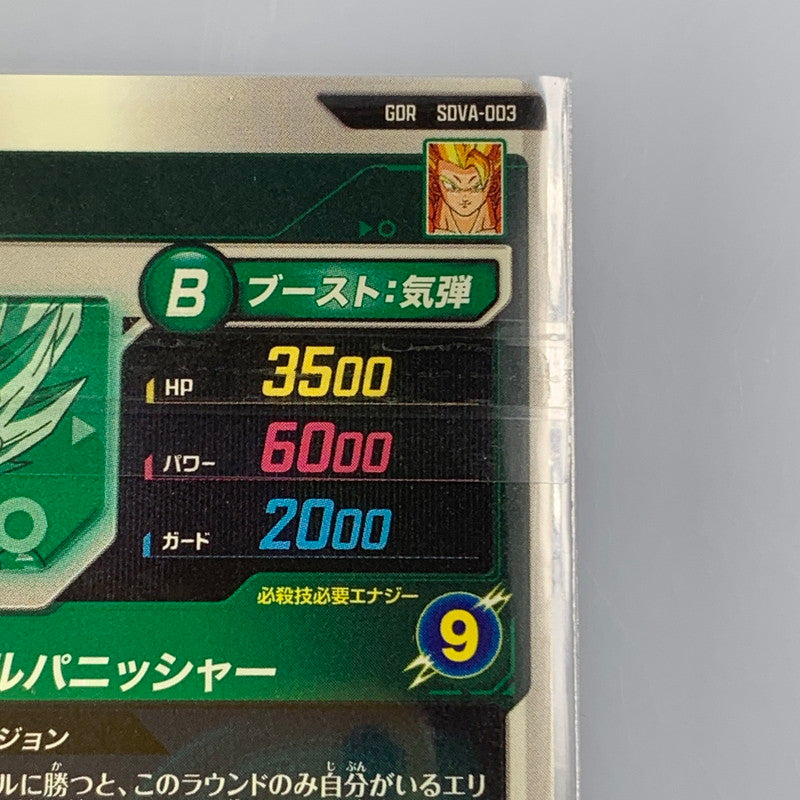 GDR SDVA-003
B ブースト:気弾
HP 3500
パワー 6000
ガード 2000
必殺技必要エナジー
9
ルパニッシャー
ジョン
ルに勝つと、このラウンドのみ自分がいるエリ